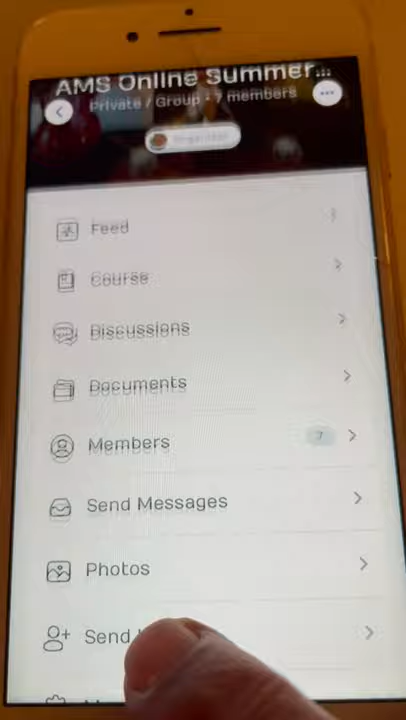 AMS Online Summer...
Private / Group • 7 members
Feed
Course
Discussions
Documents
Members
7
Send Messages
Photos
Send